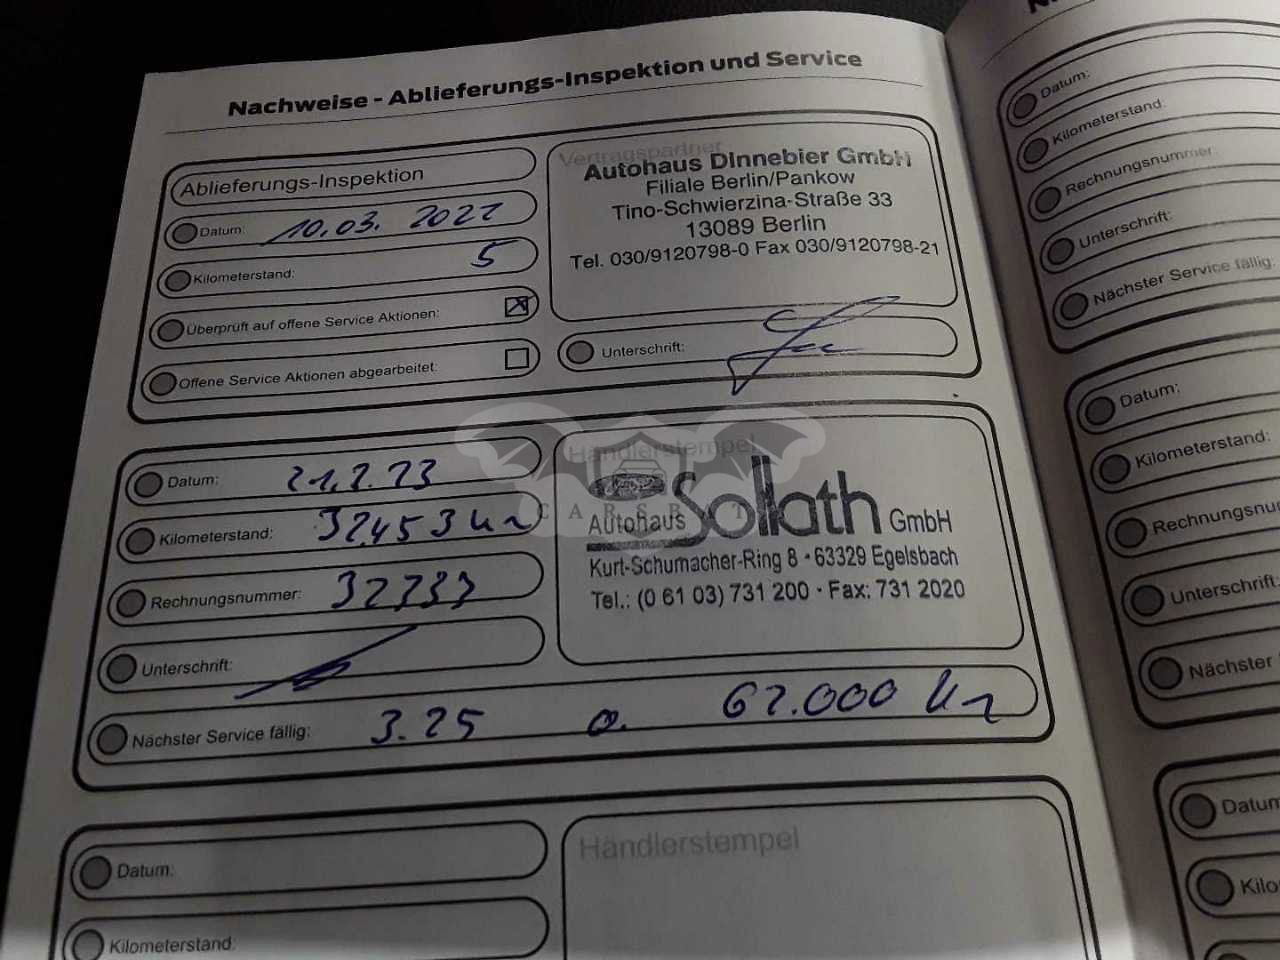 Nachweise - Ablieferungs-Inspektion und Service
Ablieferungs-Inspektion
Datum: 10.03. 2022
Kilometerstand: 5
Überprüft auf offene Service Aktionen:
Offene Service Aktionen abgearbeitet:
Vertragspartner
Autohaus Dinnebier GmbH
Filiale Berlin/Pankow
Tino-Schwierzina-Straße 33
13089 Berlin
Tel. 030/9120798-0 Fax 030/9120798-21
Unterschrift:
Datum:
Kilometerstand: 32453 km
Rechnungsnummer:
Unterschrift:
Nächster Service fällig: 3.25 o. 62.000 km
Händlerstempel
Autohaus Sollath GmbH
Kurt-Schumacher-Ring 8 · 63329 Egelsbach
Tel.: (0 61 03) 731 200 · Fax: 731 2020
Datum:
Kilometerstand:
Händlerstempel
Datum:
Kilometerstand:
Rechnungsnummer:
Unterschrift:
Nächster Service fällig:
Datum:
Kilometerstand:
Unterschrift:
Nächster